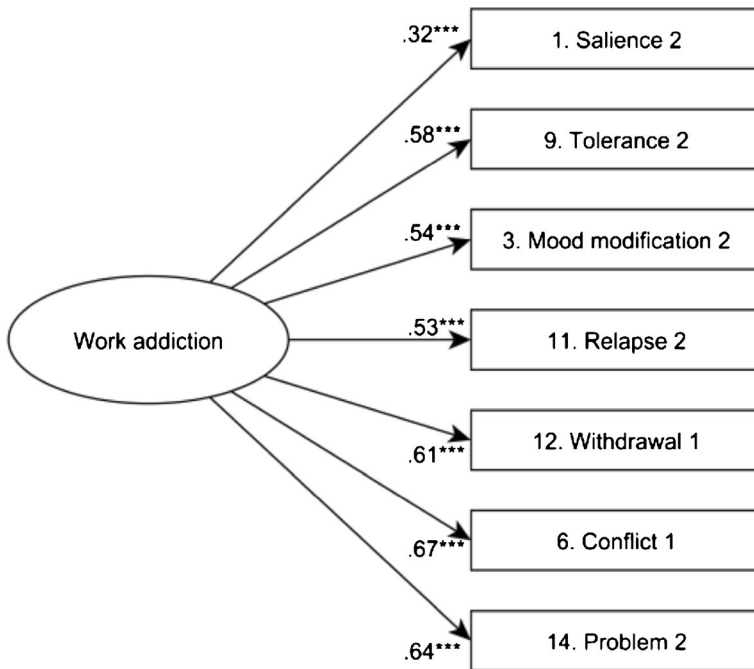 .32***
1. Salience 2
.58***
9. Tolerance 2
.54***
3. Mood modification 2
Work addiction
.53***
11. Relapse 2
.61***
12. Withdrawal 1
.67***
6. Conflict 1
.64***
14. Problem 2